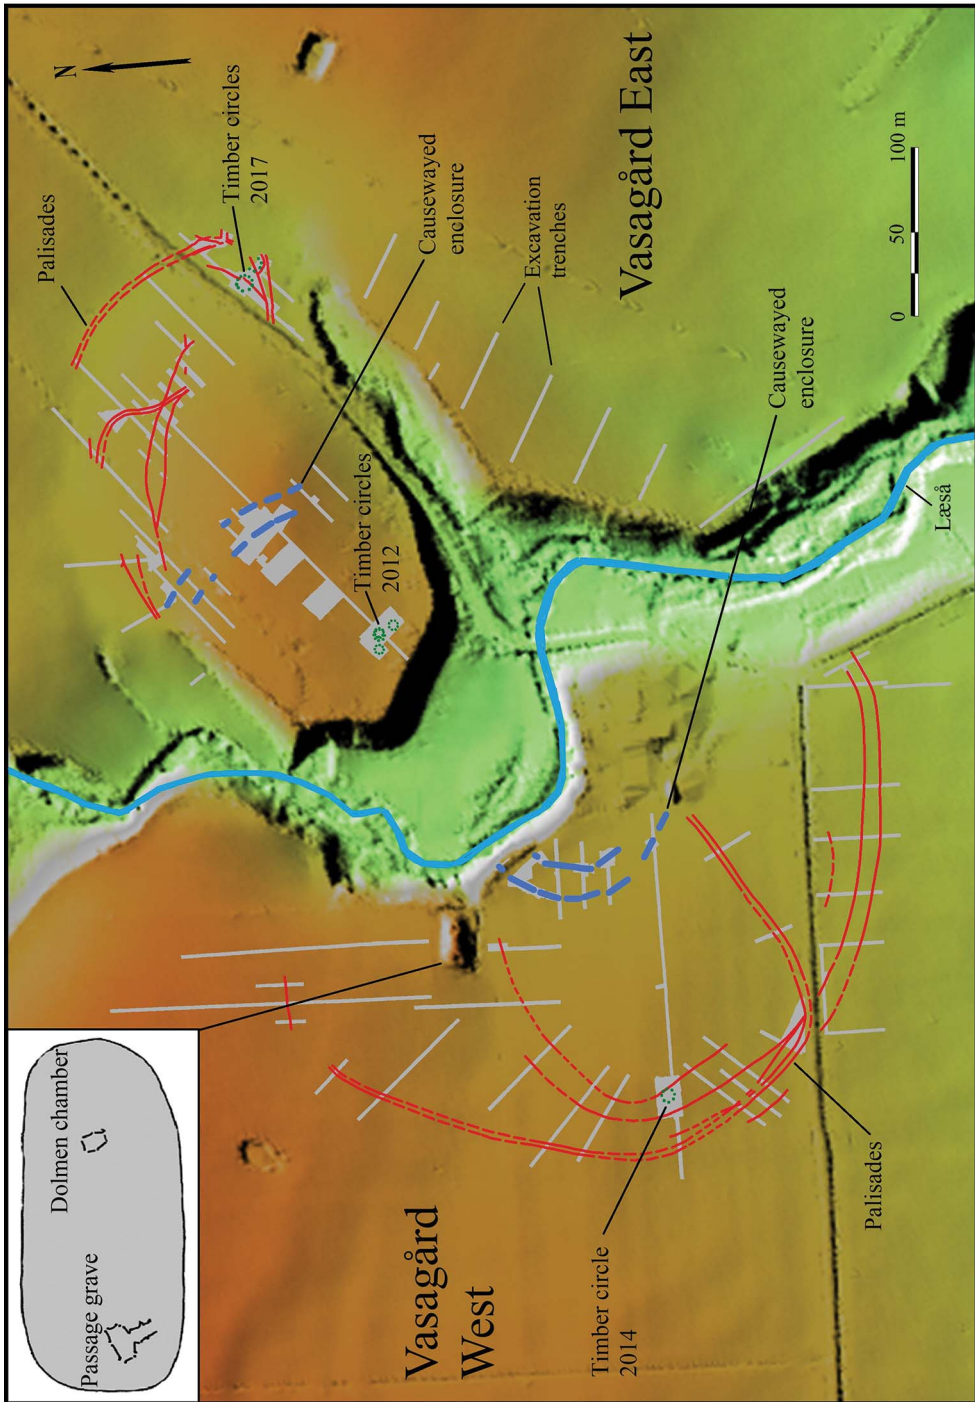 Passage grave
Dolmen chamber
N
Palisades
Timber circles
2017
Causewayed
enclosure
Excavation
trenches
Vasagård East
Timber circles
2012
Causewayed
enclosure
0
50
100 m
Læså
Vasagård
West
Timber circle
2014
Palisades